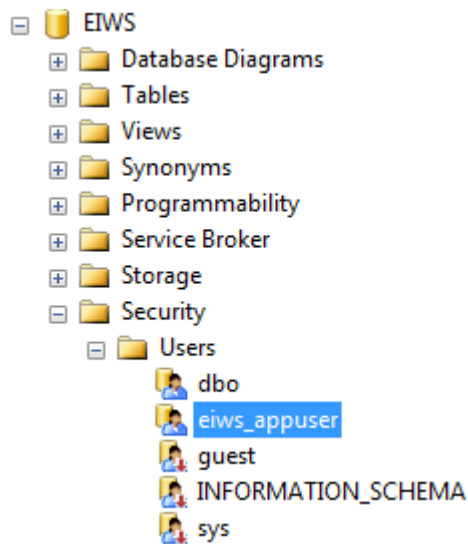 EIWS
Database Diagrams
Tables
Views
Synonyms
Programmability
Service Broker
Storage
Security
Users
dbo
eiws_appuser
guest
INFORMATION_SCHEMA
sys